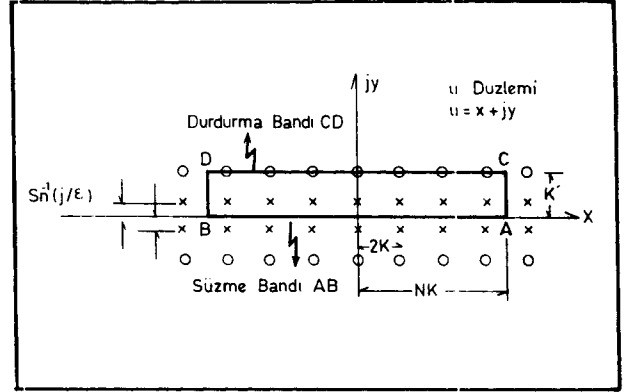 jy
u Duzlemi
u = x + jy
Durdurma Bandı CD
D
C
Sn⁻¹(j/ε)
K′
X
B
A
2K
Süzme Bandı AB
NK